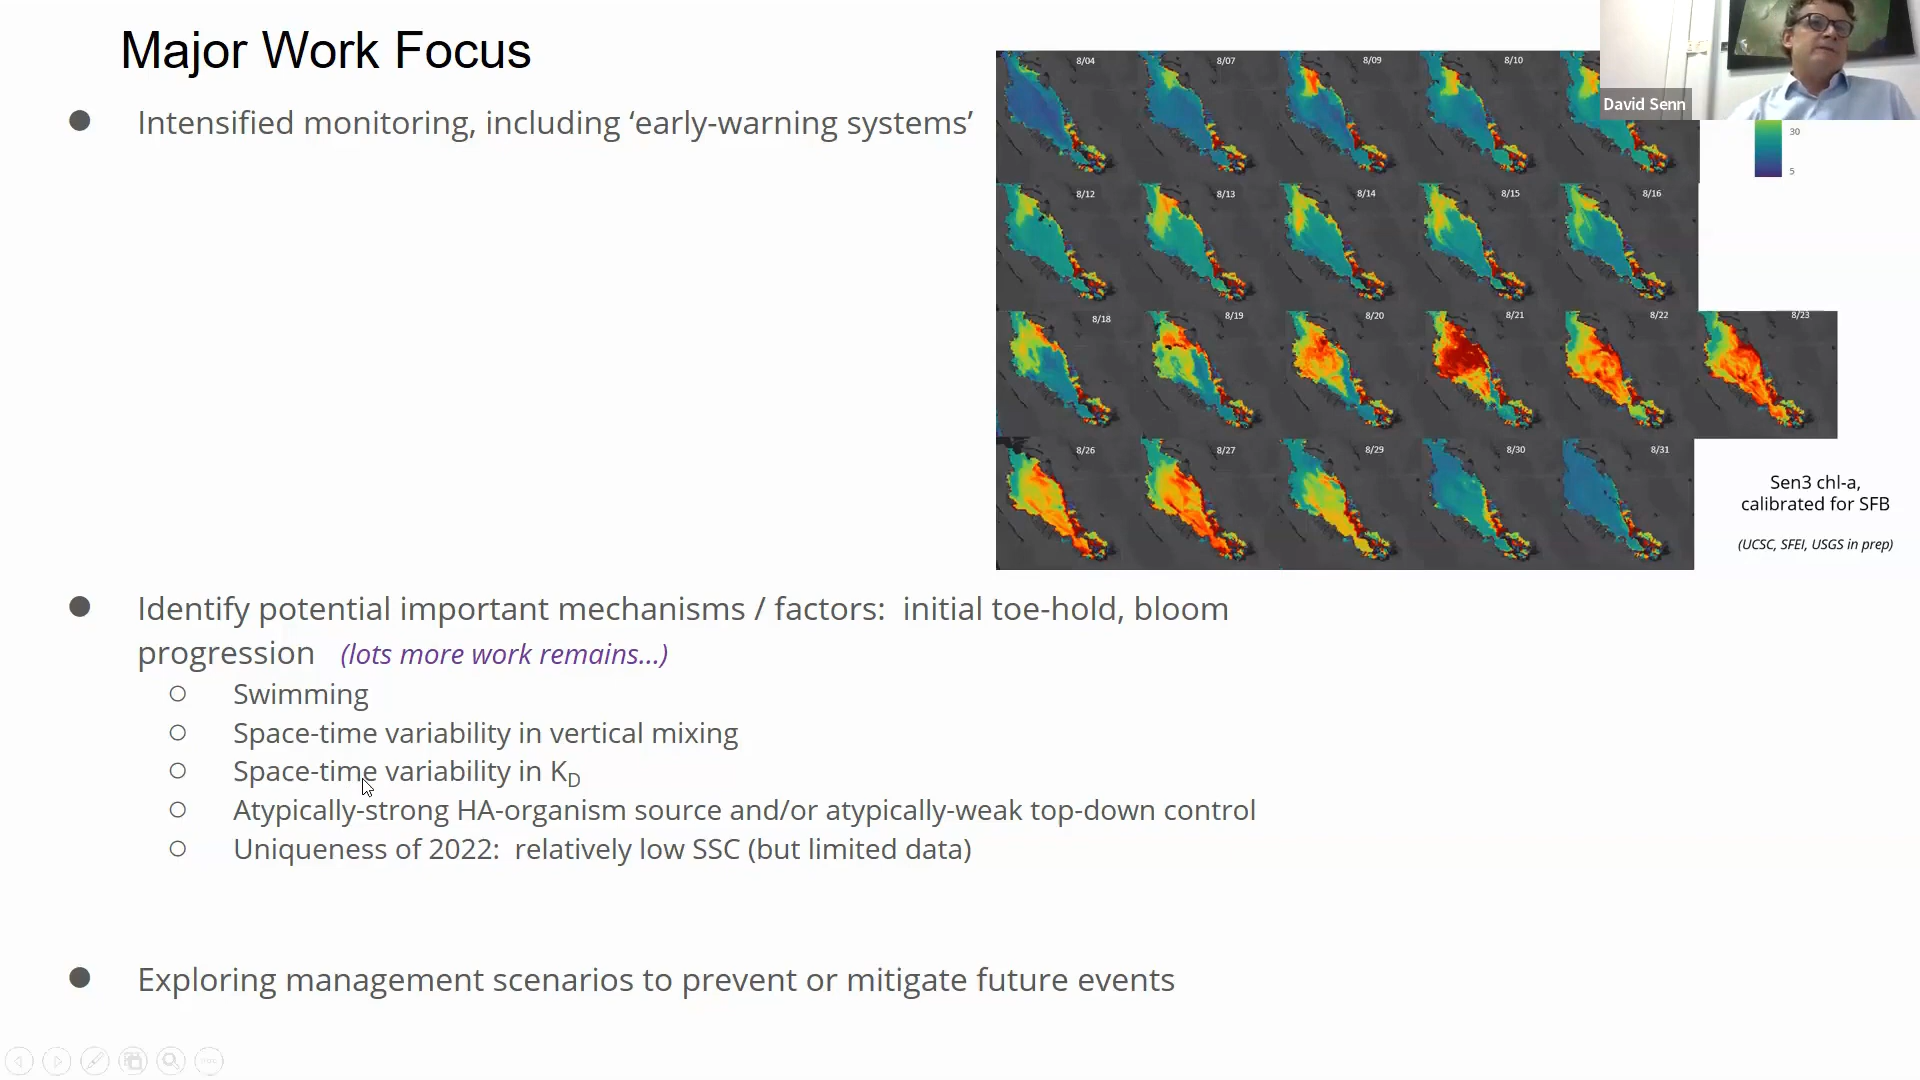 Major Work Focus
Intensified monitoring, including ‘early-warning systems’
8/04 8/07 8/09 8/10
David Senn
30
5
8/12 8/13 8/14 8/15 8/16
8/18 8/19 8/20 8/21 8/22 8/23
8/26 8/27 8/29 8/30 8/31
Sen3 chl-a,
calibrated for SFB
(UCSC, SFEI, USGS in prep)
Identify potential important mechanisms / factors: initial toe-hold, bloom
progression (lots more work remains...)
Swimming
Space-time variability in vertical mixing
Space-time variability in KD
Atypically-strong HA-organism source and/or atypically-weak top-down control
Uniqueness of 2022: relatively low SSC (but limited data)
Exploring management scenarios to prevent or mitigate future events